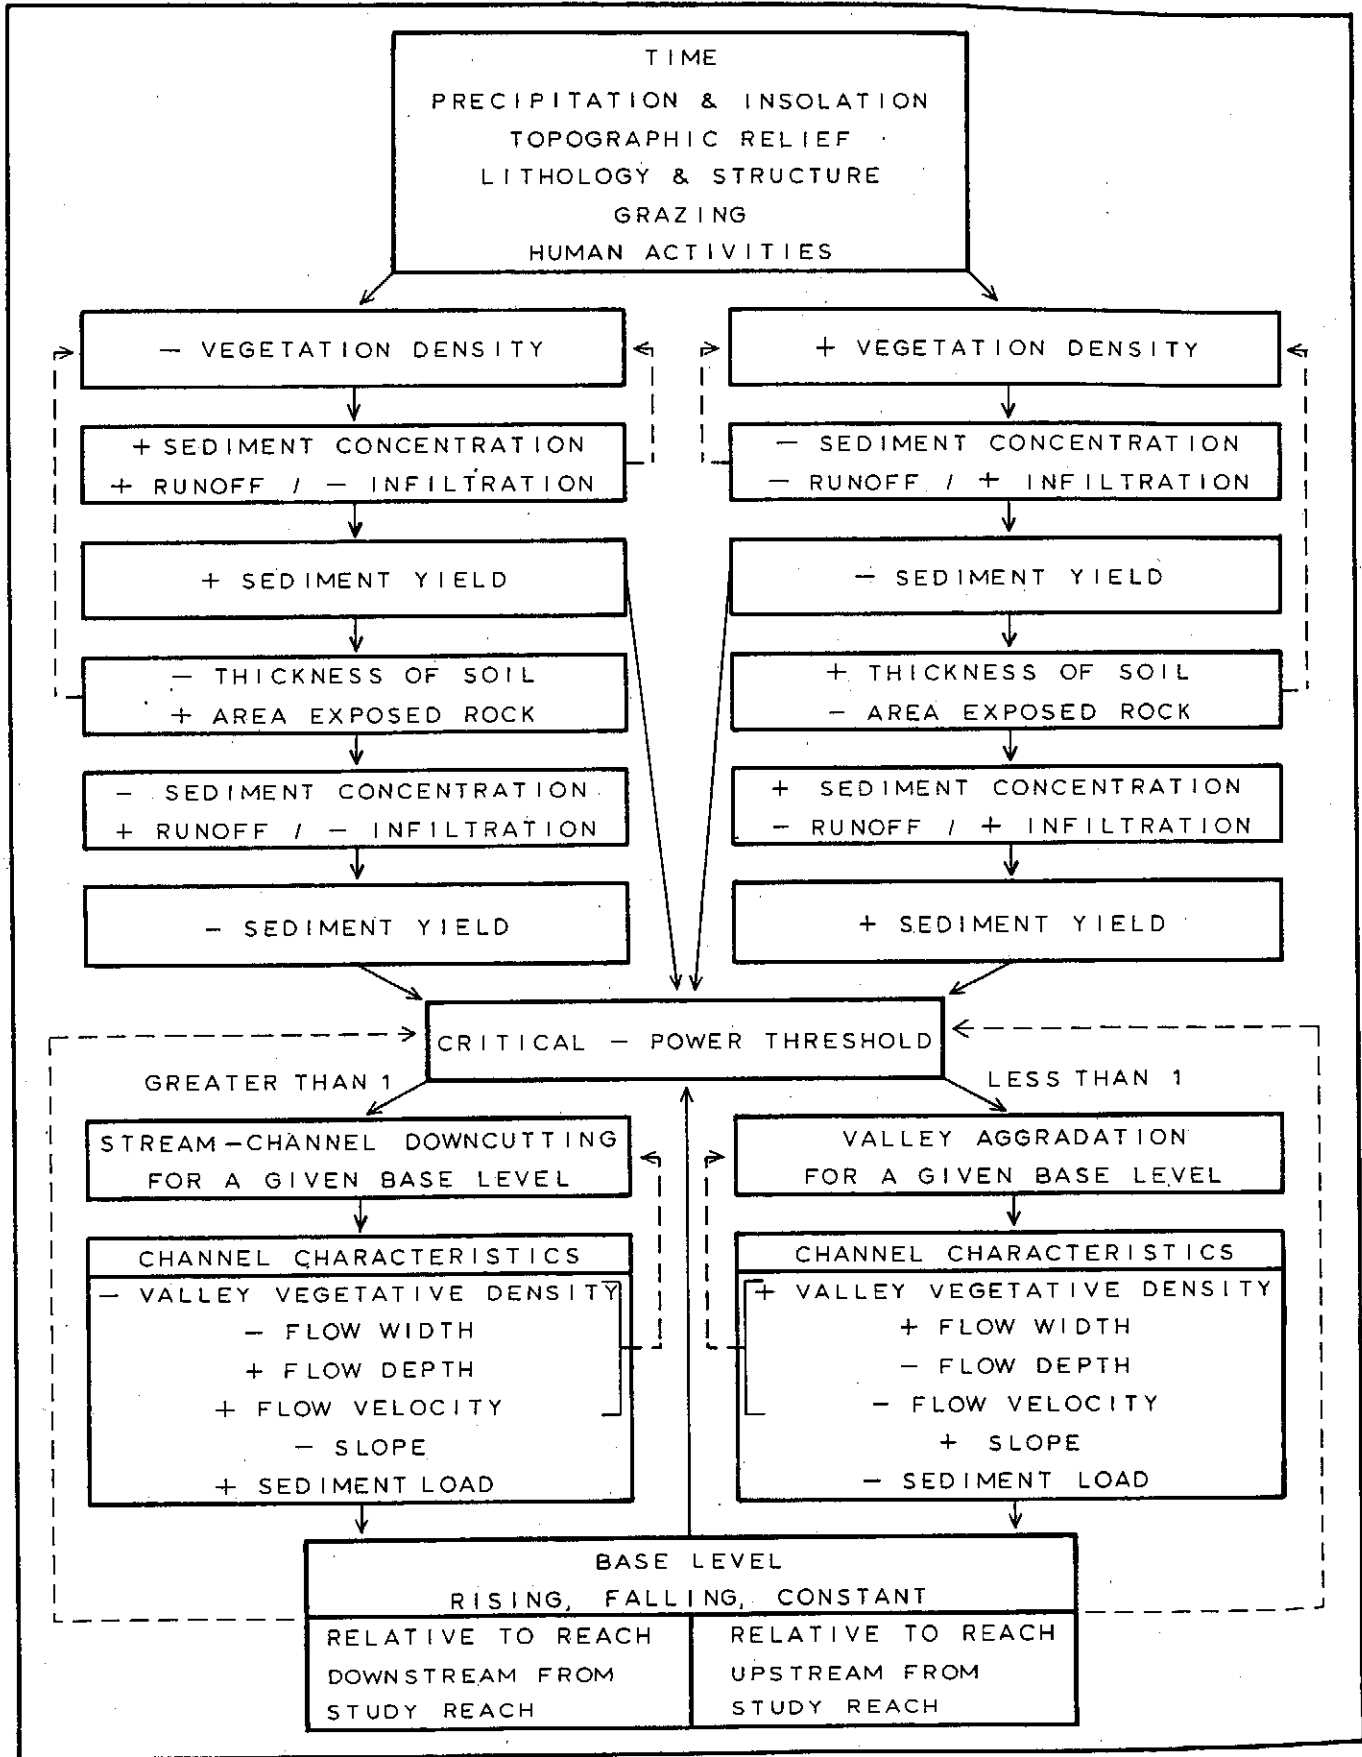 TIME
PRECIPITATION & INSOLATION
TOPOGRAPHIC RELIEF
LITHOLOGY & STRUCTURE
GRAZING
HUMAN ACTIVITIES
− VEGETATION DENSITY
+ SEDIMENT CONCENTRATION
+ RUNOFF / − INFILTRATION
+ SEDIMENT YIELD
− THICKNESS OF SOIL
+ AREA EXPOSED ROCK
− SEDIMENT CONCENTRATION
+ RUNOFF / − INFILTRATION
− SEDIMENT YIELD
+ VEGETATION DENSITY
− SEDIMENT CONCENTRATION
− RUNOFF / + INFILTRATION
− SEDIMENT YIELD
+ THICKNESS OF SOIL
− AREA EXPOSED ROCK
+ SEDIMENT CONCENTRATION
− RUNOFF / + INFILTRATION
+ SEDIMENT YIELD
CRITICAL − POWER THRESHOLD
GREATER THAN 1
LESS THAN 1
STREAM−CHANNEL DOWNCUTTING
FOR A GIVEN BASE LEVEL
CHANNEL CHARACTERISTICS
− VALLEY VEGETATIVE DENSITY
− FLOW WIDTH
+ FLOW DEPTH
+ FLOW VELOCITY
− SLOPE
+ SEDIMENT LOAD
VALLEY AGGRADATION
FOR A GIVEN BASE LEVEL
CHANNEL CHARACTERISTICS
+ VALLEY VEGETATIVE DENSITY
+ FLOW WIDTH
− FLOW DEPTH
− FLOW VELOCITY
+ SLOPE
− SEDIMENT LOAD
BASE LEVEL
RISING, FALLING, CONSTANT
RELATIVE TO REACH
DOWNSTREAM FROM
STUDY REACH
RELATIVE TO REACH
UPSTREAM FROM
STUDY REACH